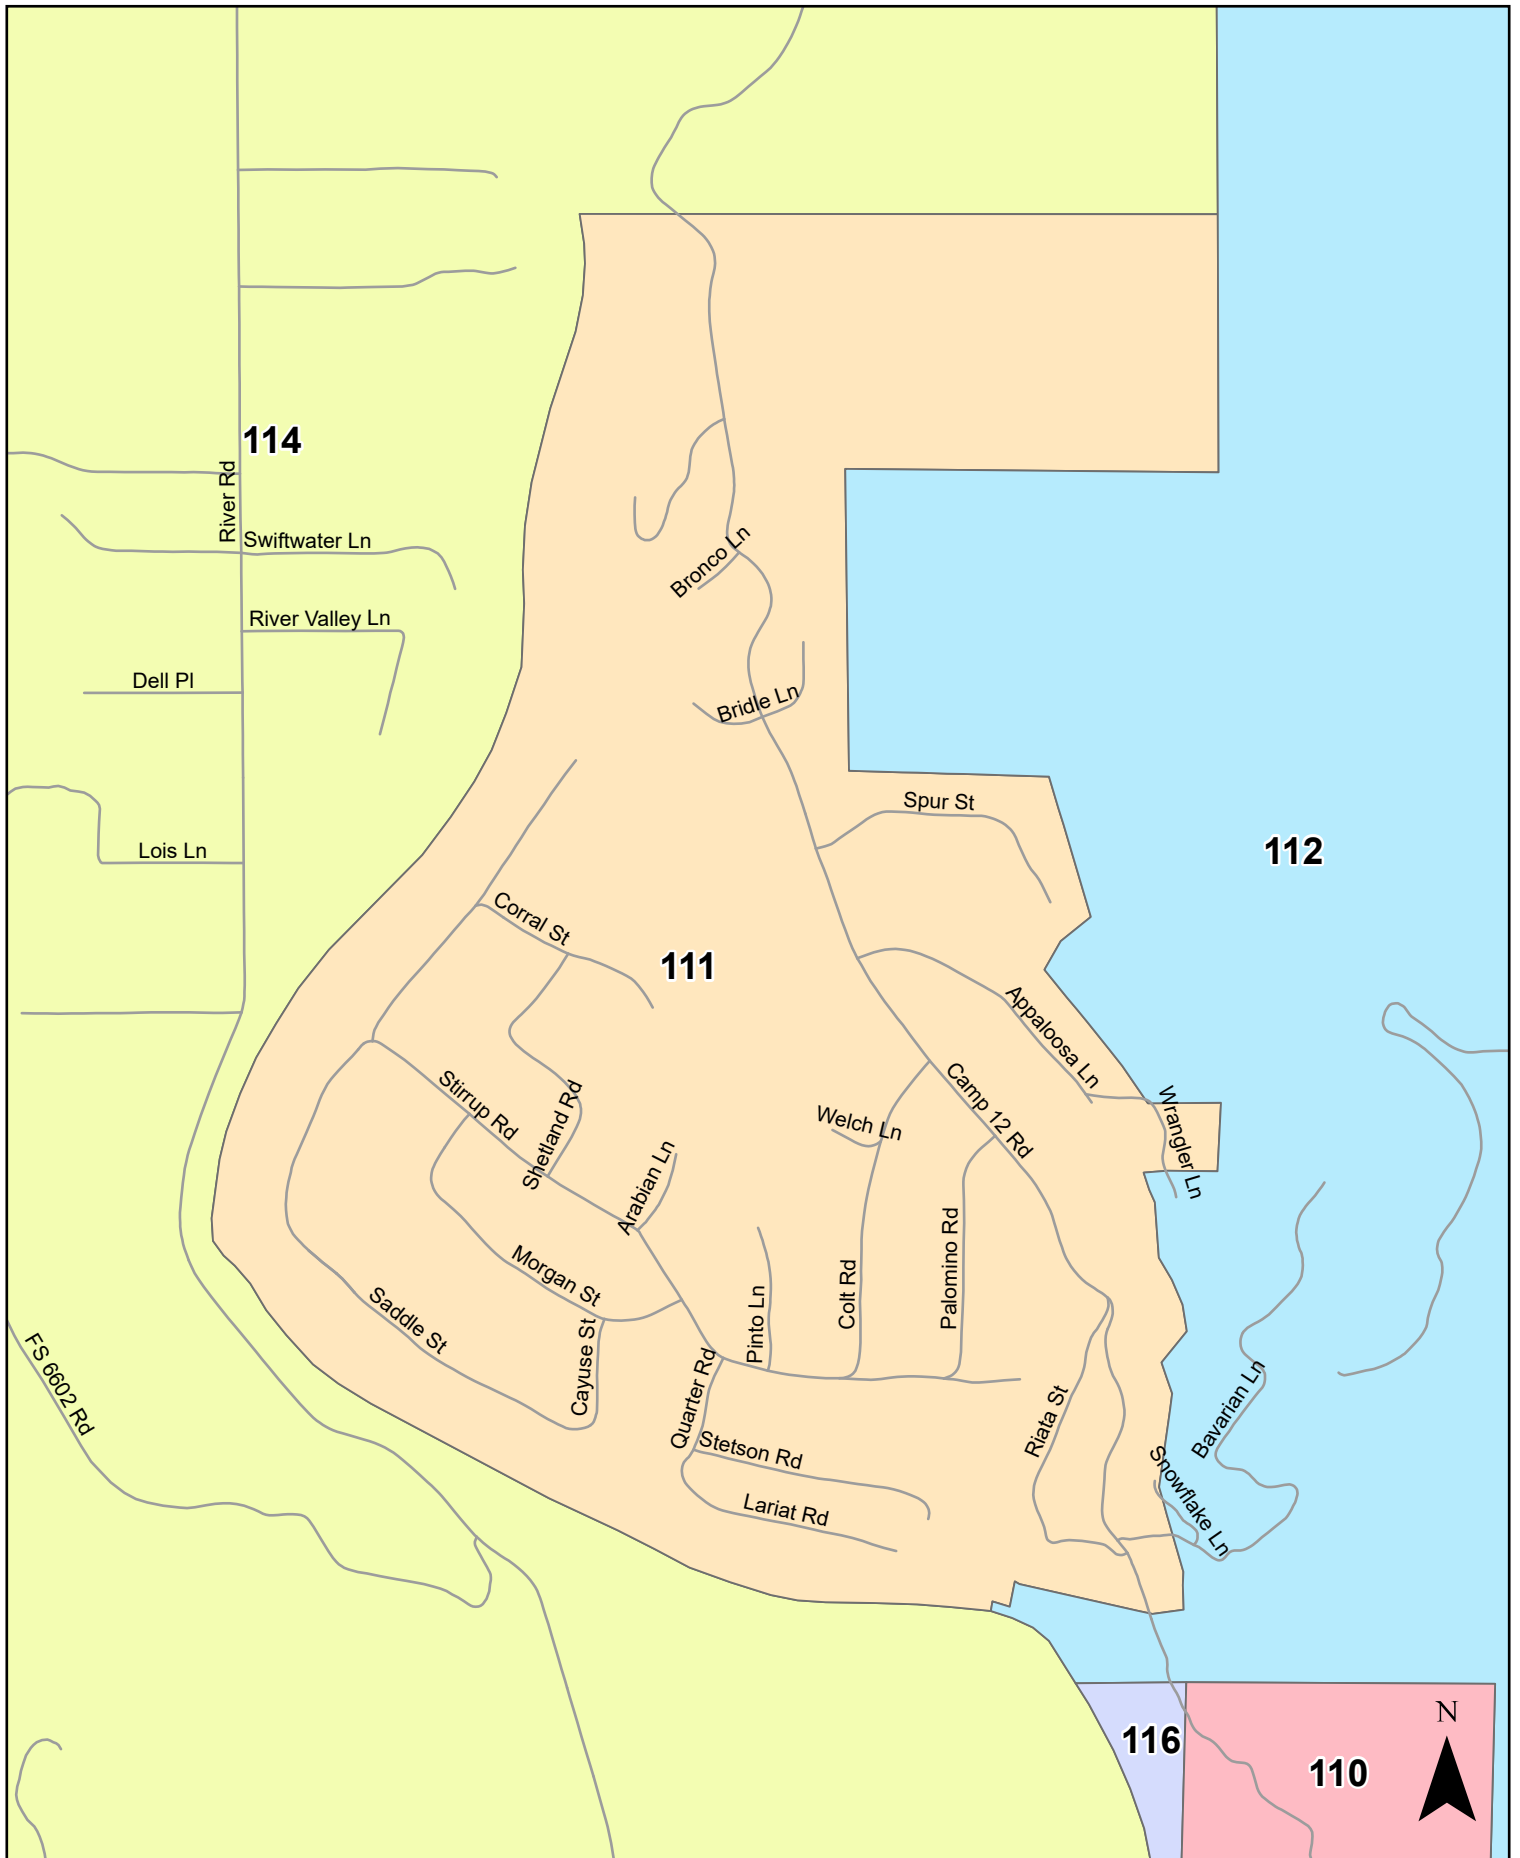 114
River Rd
Swiftwater Ln
Bronco Ln
River Valley Ln
Dell Pl
Bridle Ln
Spur St
Lois Ln
112
Corral St
111
Appaloosa Ln
Stirrup Rd
Shetland Rd
Camp 12 Rd
Welch Ln
Wrangler Ln
Arabian Ln
Morgan St
Palomino Rd
Colt Rd
Pinto Ln
Saddle St
Cayuse St
FS 6602 Rd
Quarter Rd
Riata St
Bavarian Ln
Stetson Rd
Snowflake Ln
Lariat Rd
N
116
110